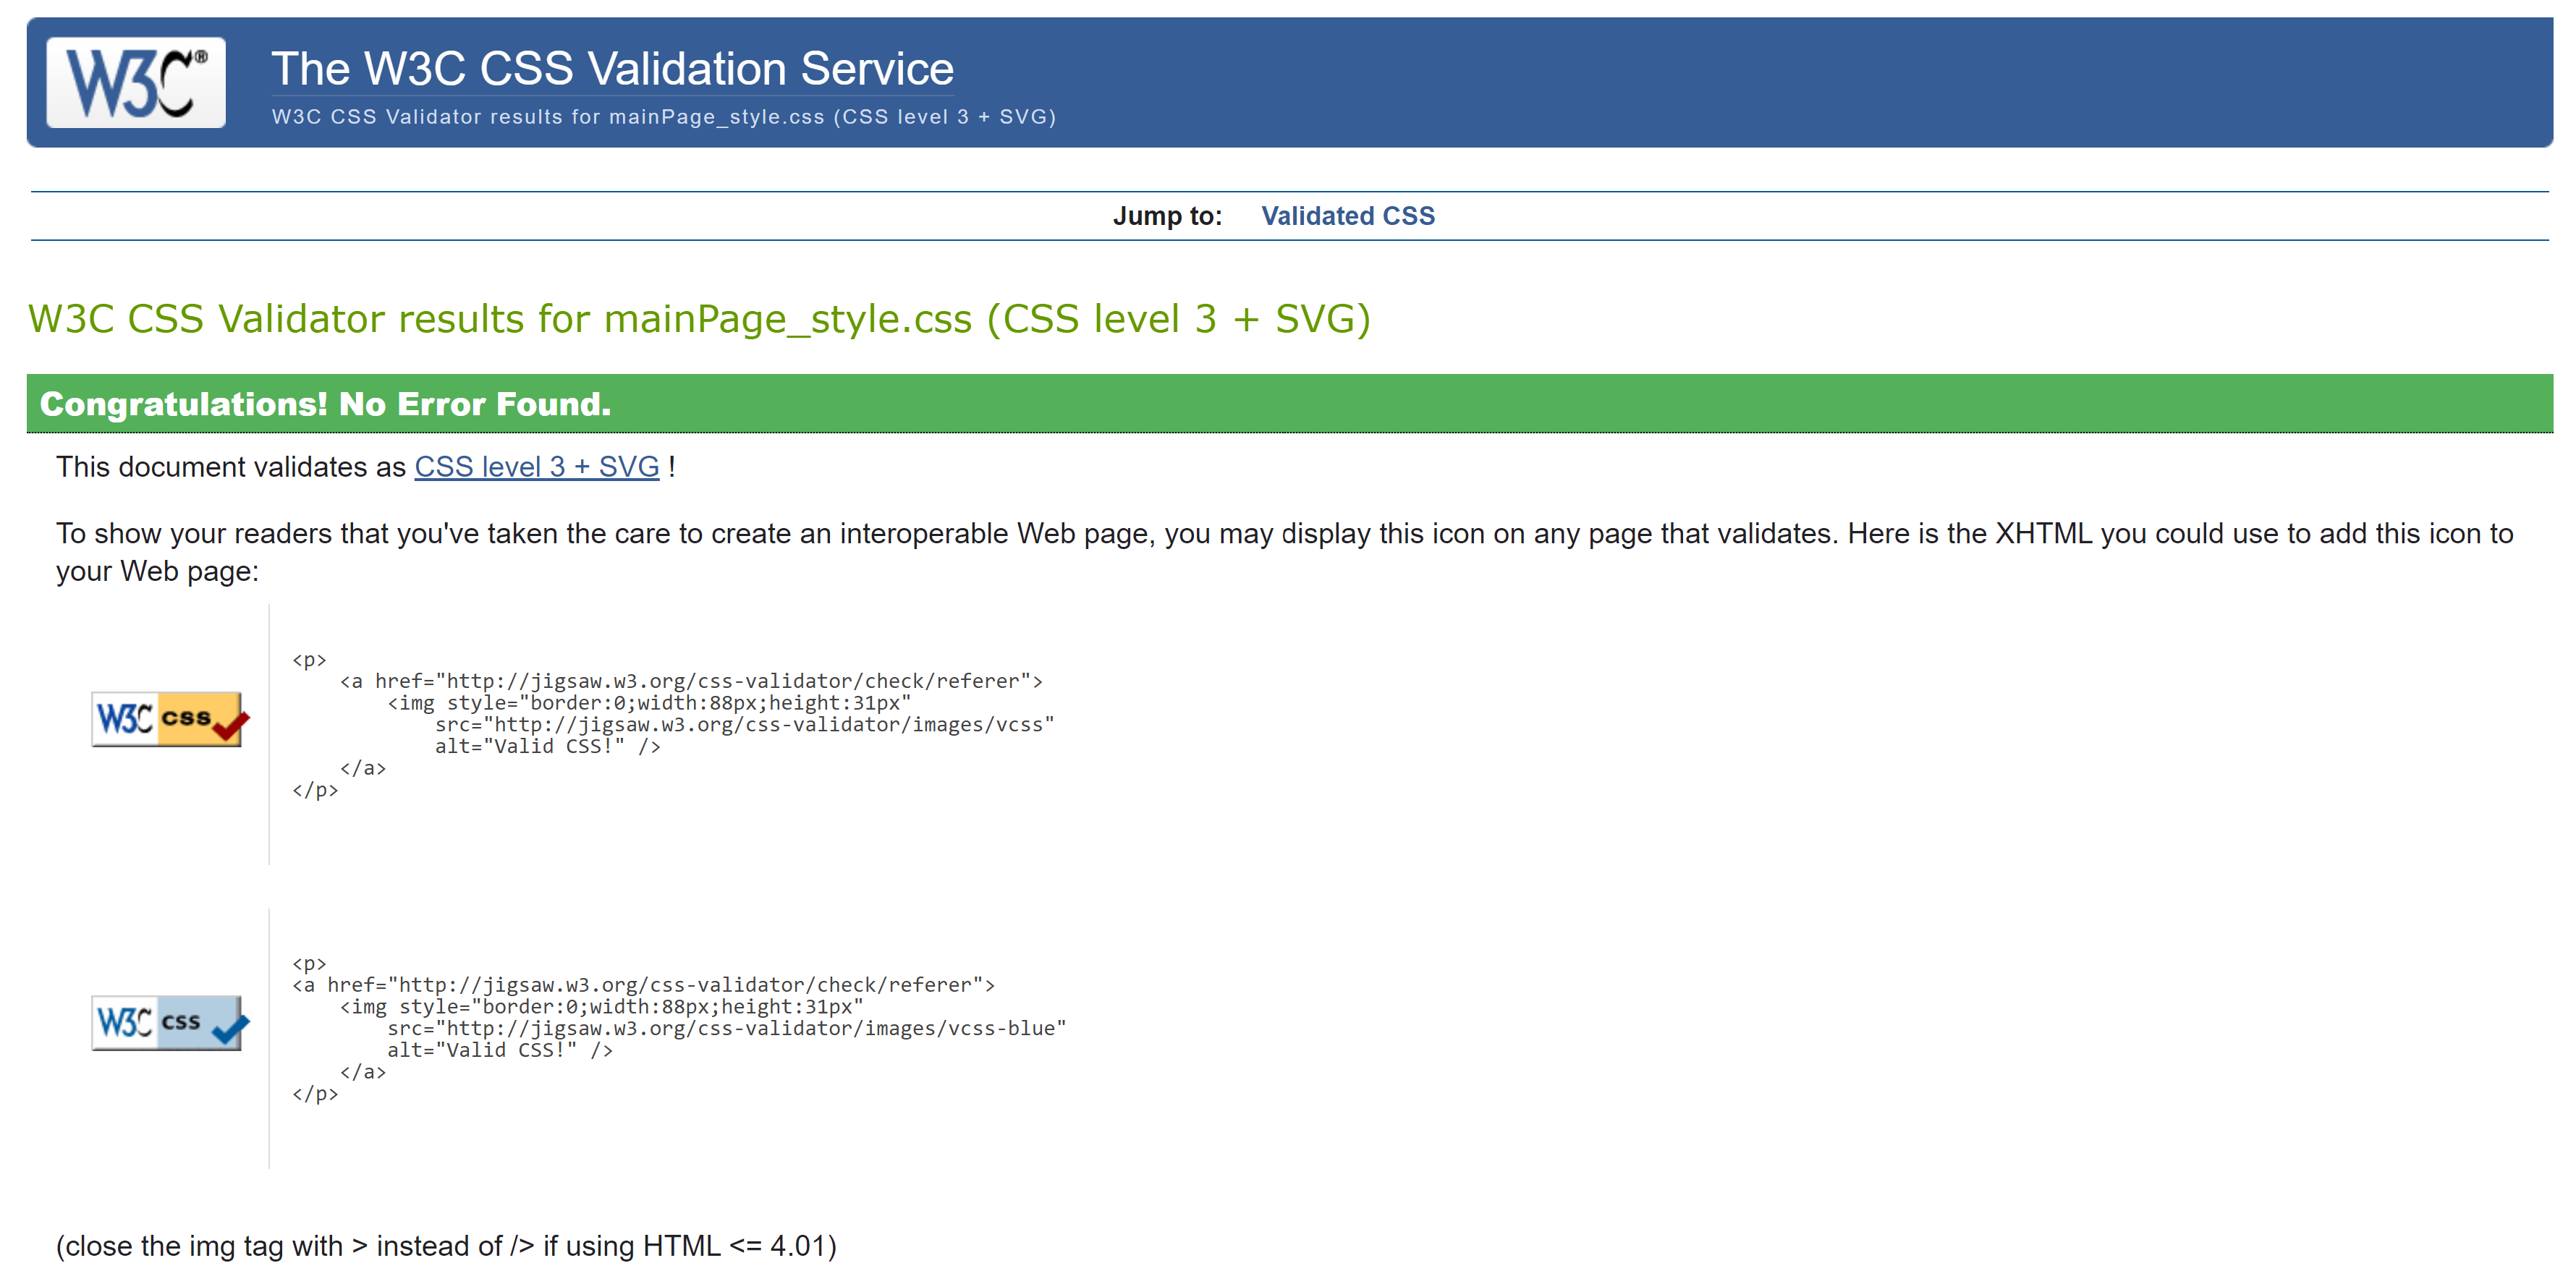 W3C®
The W3C CSS Validation Service
W3C CSS Validator results for mainPage_style.css (CSS level 3 + SVG)
Jump to: Validated CSS
W3C CSS Validator results for mainPage_style.css (CSS level 3 + SVG)
Congratulations! No Error Found.
This document validates as CSS level 3 + SVG !
To show your readers that you've taken the care to create an interoperable Web page, you may display this icon on any page that validates. Here is the XHTML you could use to add this icon to
your Web page:
W3C css
<p>
    <a href="http://jigsaw.w3.org/css-validator/check/referer">
        <img style="border:0;width:88px;height:31px"
            src="http://jigsaw.w3.org/css-validator/images/vcss"
            alt="Valid CSS!" />
    </a>
</p>
W3C css
<p>
<a href="http://jigsaw.w3.org/css-validator/check/referer">
    <img style="border:0;width:88px;height:31px"
        src="http://jigsaw.w3.org/css-validator/images/vcss-blue"
        alt="Valid CSS!" />
    </a>
</p>
(close the img tag with > instead of /> if using HTML <= 4.01)